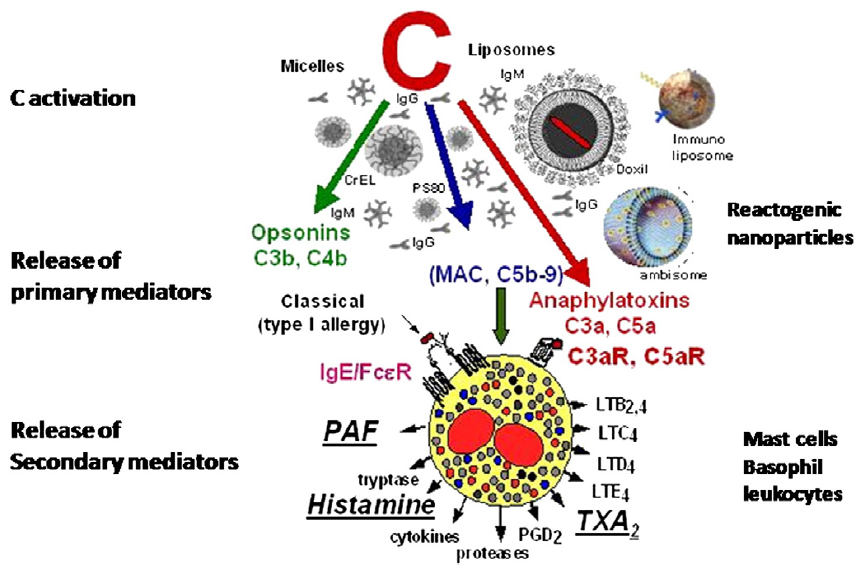 C
Micelles
Liposomes
IgM
C activation
IgG
Immuno
liposome
Doxil
CrEL
PS80
IgM
IgG
IgG
Opsonins
C3b, C4b
Reactogenic
nanoparticles
ambisome
Release of
primary mediators
(MAC, C5b-9)
Anaphylatoxins
C3a, C5a
C3aR, C5aR
Classical
(type I allergy)
IgE/FcεR
Release of
Secondary mediators
PAF
tryptase
Histamine
cytokines
proteases
PGD2
TXA2
LTB2,4
LTC4
LTD4
LTE4
Mast cells
Basophil
leukocytes